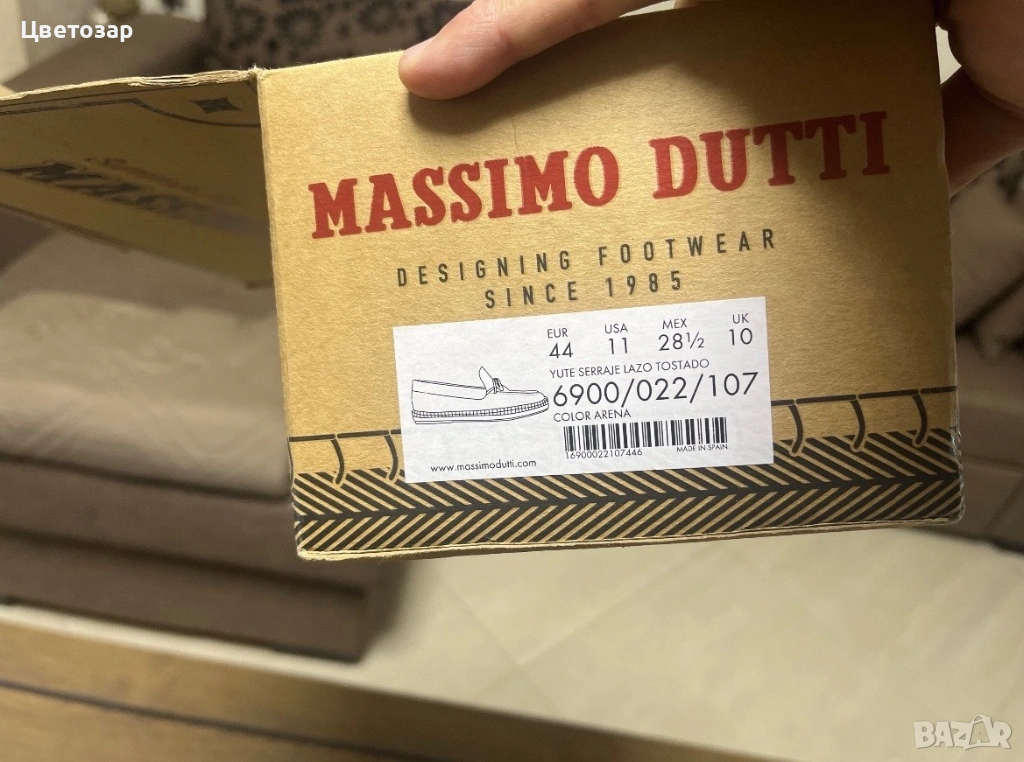 Цветозар
MASSIMO DUTTI
DESIGNING FOOTWEAR
SINCE 1985
EUR USA MEX UK
44 11 28½ 10
YUTE SERRAJE LAZO TOSTADO
6900/022/107
COLOR ARENA
16900022107446
MADE IN SPAIN
www.massimodutti.com
BAZAR